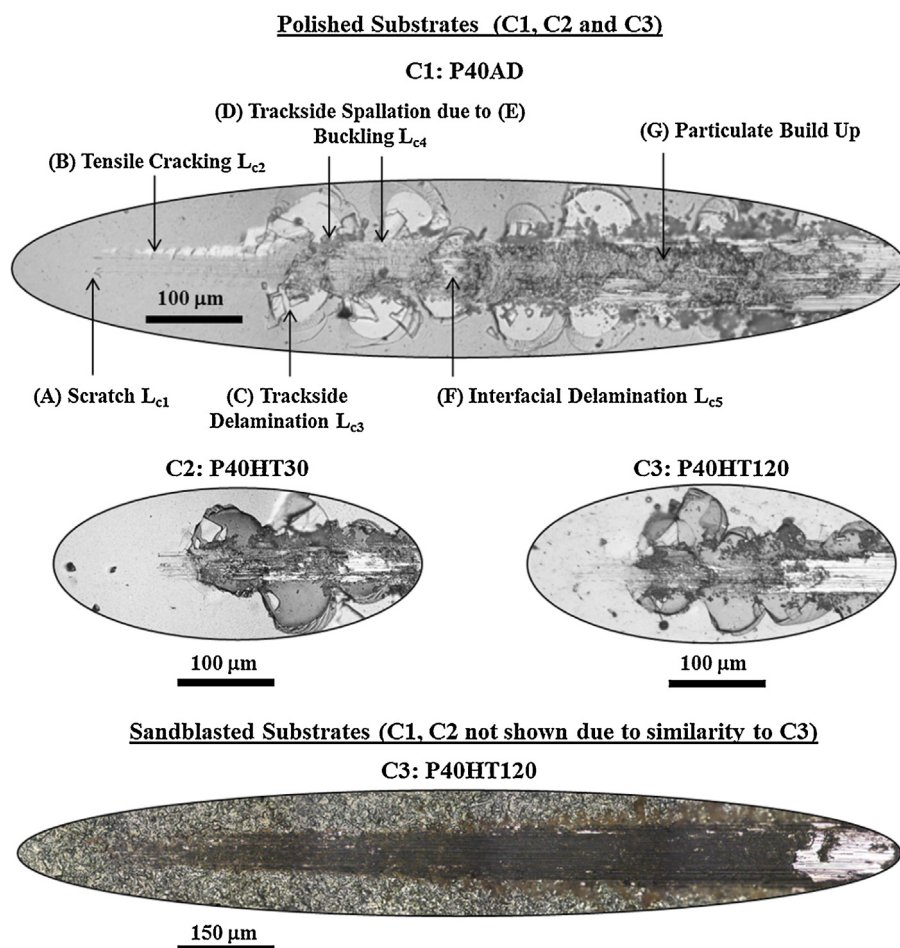 Polished Substrates (C1, C2 and C3)
C1: P40AD
(D) Trackside Spallation due to (E)
Buckling Lc4
(G) Particulate Build Up
(B) Tensile Cracking Lc2
100 µm
(A) Scratch Lc1
(C) Trackside
Delamination Lc3
(F) Interfacial Delamination Lc5
C2: P40HT30
C3: P40HT120
100 µm
100 µm
Sandblasted Substrates (C1, C2 not shown due to similarity to C3)
C3: P40HT120
150 µm